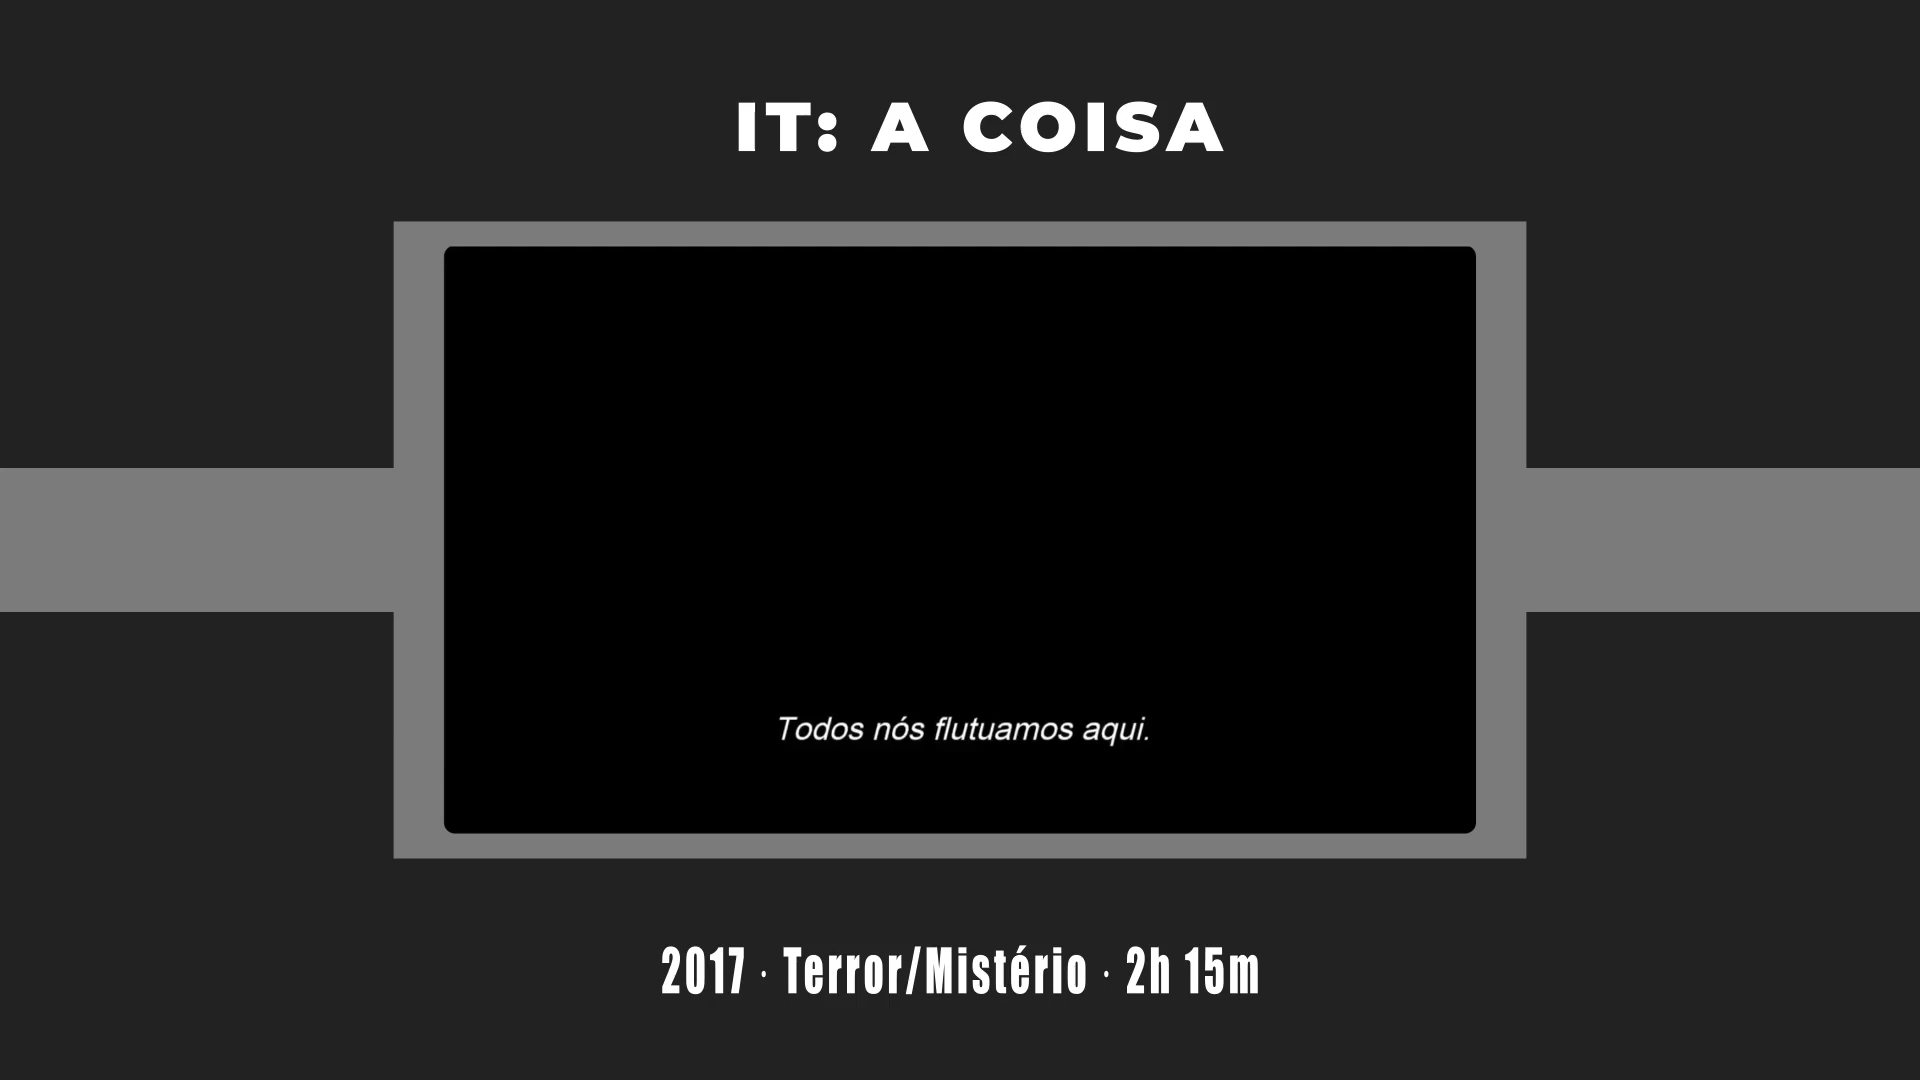 IT: A COISA
Todos nós flutuamos aqui.
2017 · Terror/Mistério · 2h 15m